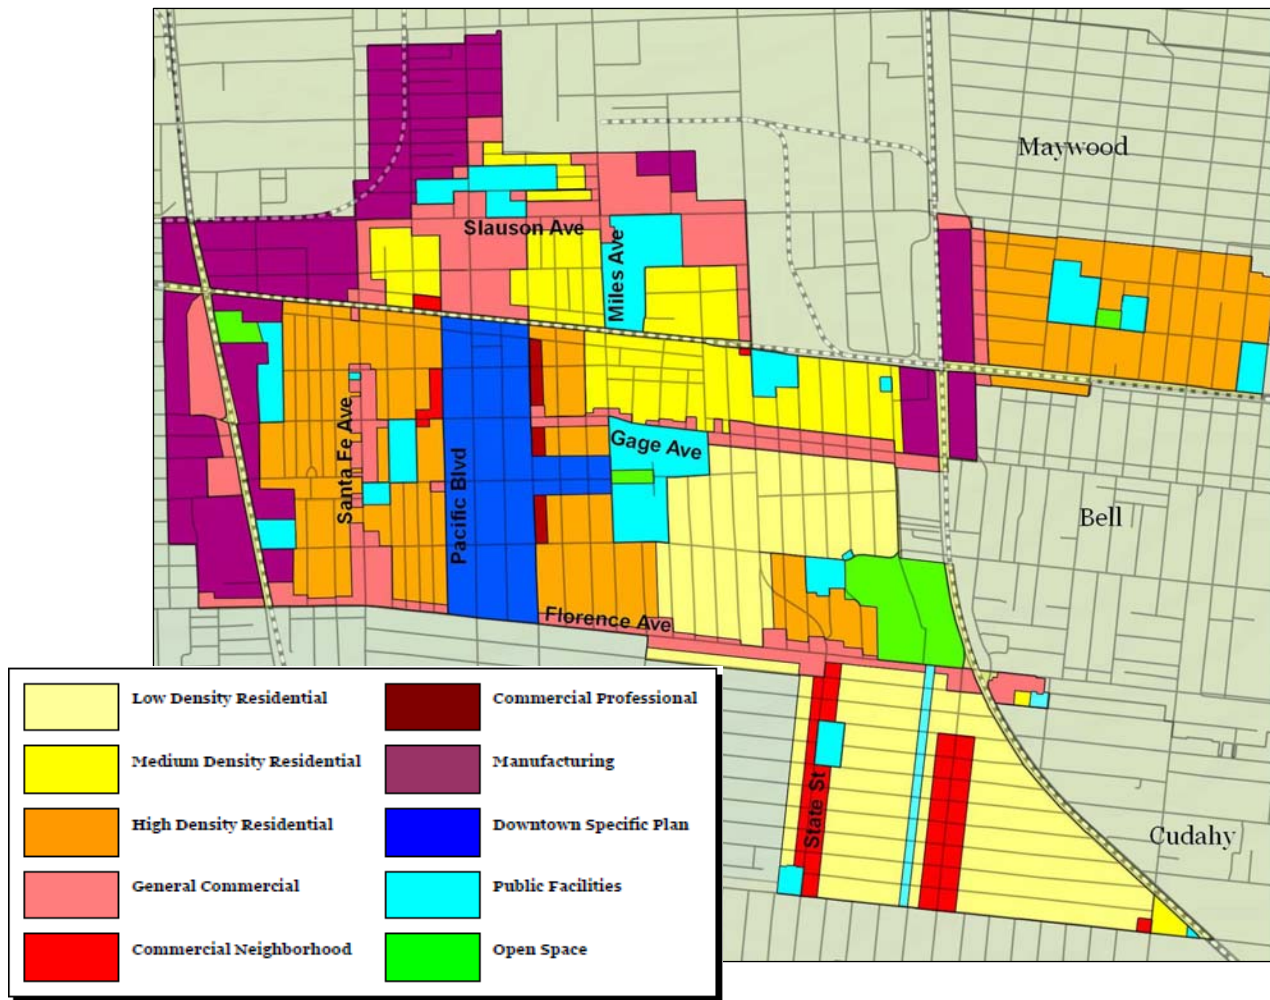 Maywood
Slauson Ave
Miles Ave
Santa Fe Ave
Pacific Blvd
Gage Ave
Bell
Florence Ave
State St
Cudahy
Low Density Residential
Medium Density Residential
High Density Residential
General Commercial
Commercial Neighborhood
Commercial Professional
Manufacturing
Downtown Specific Plan
Public Facilities
Open Space